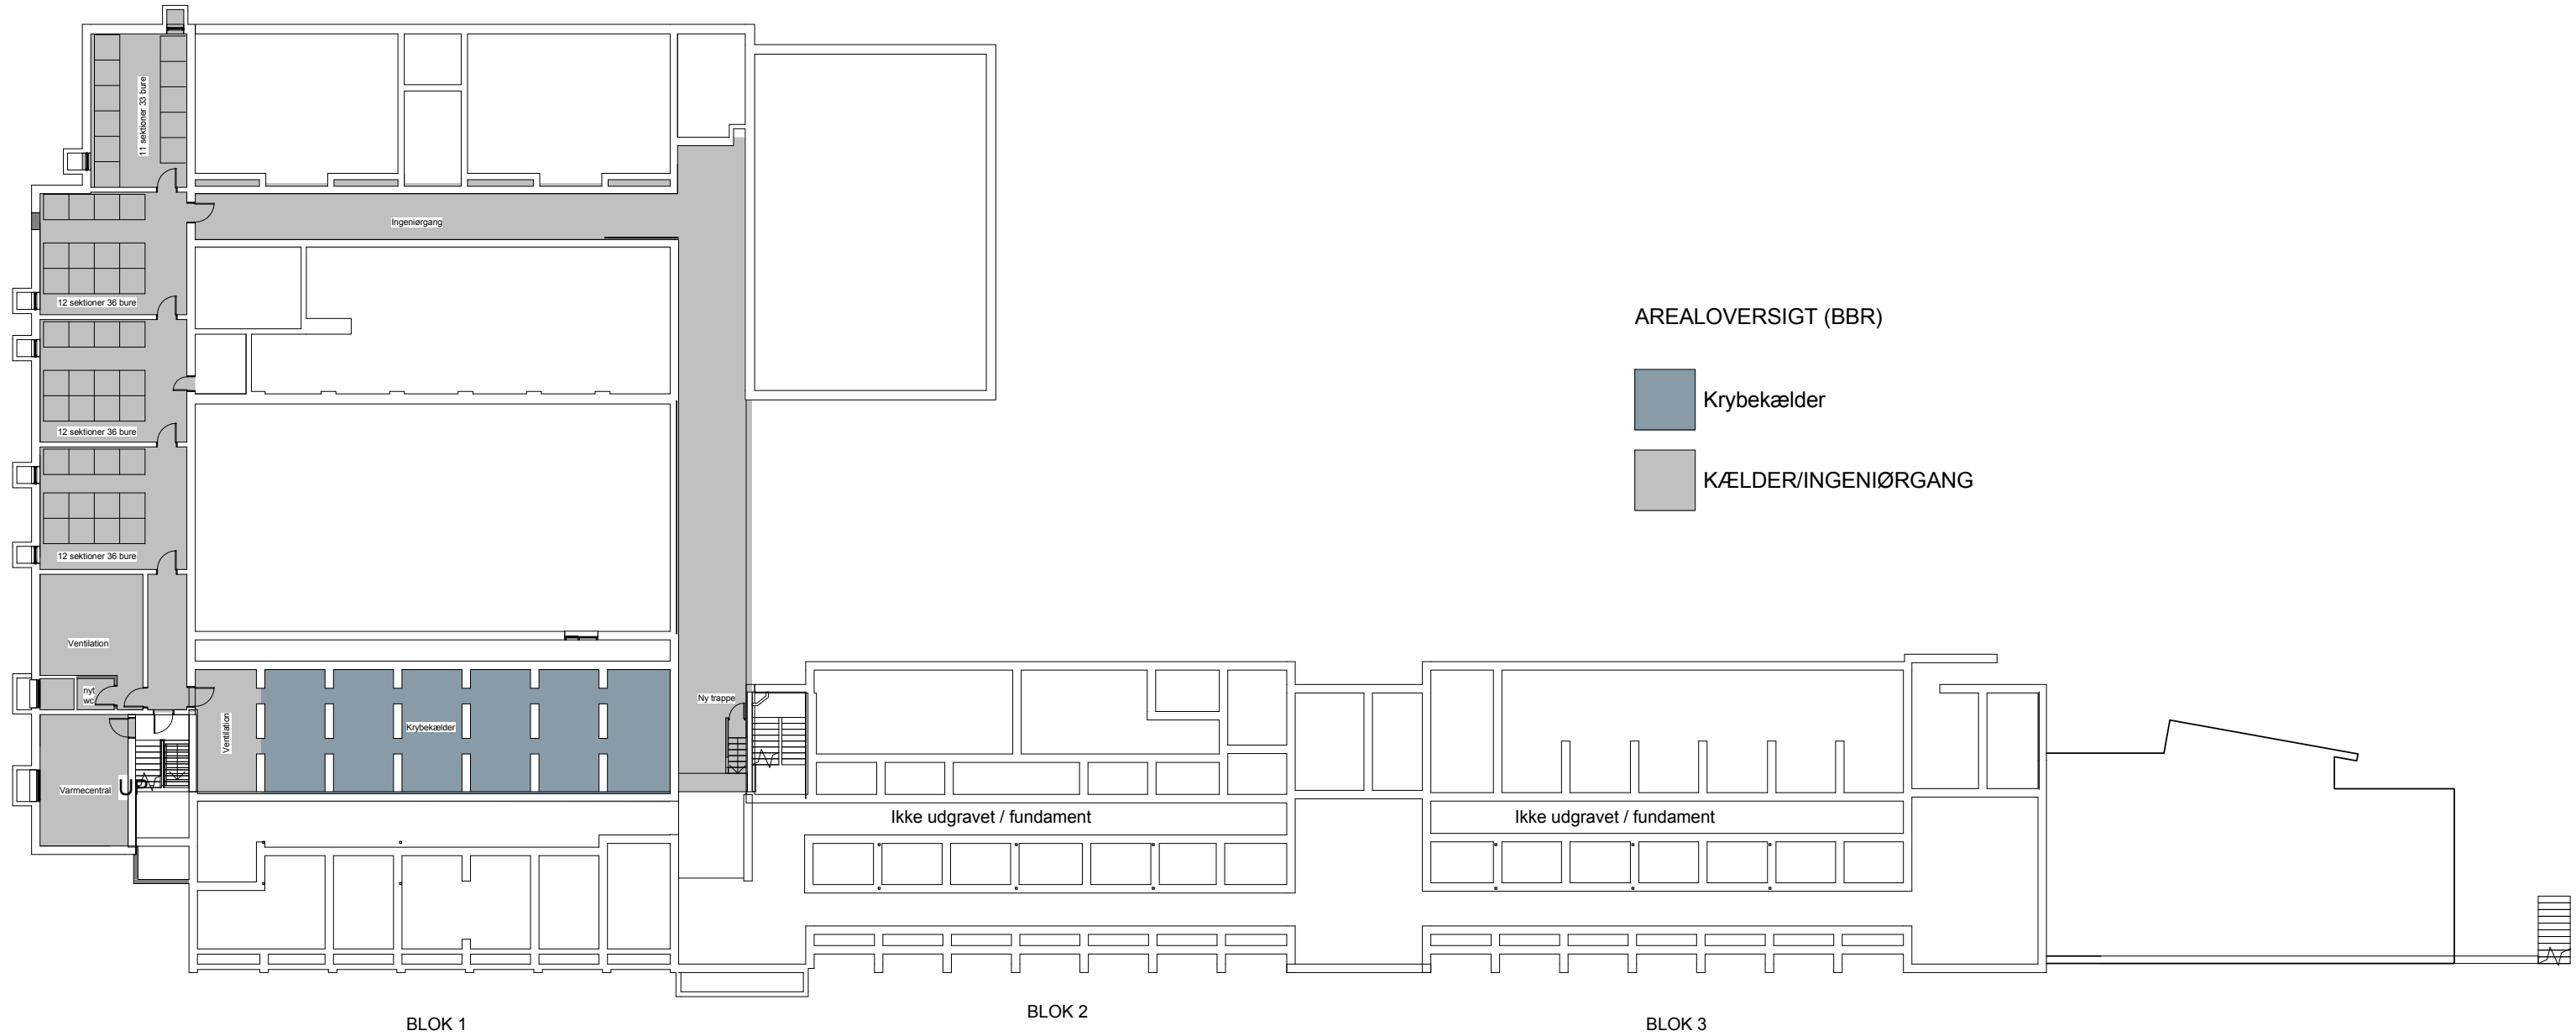 11 sektioner 33 bure
Ingeniørgang
12 sektioner 36 bure
12 sektioner 36 bure
12 sektioner 36 bure
Ventilation
nyt
wc
Varmecentral
Ventilation
Krybekælder
Ny trappe
AREALOVERSIGT (BBR)
Krybekælder
KÆLDER/INGENIØRGANG
Ikke udgravet / fundament
Ikke udgravet / fundament
BLOK 1
BLOK 2
BLOK 3